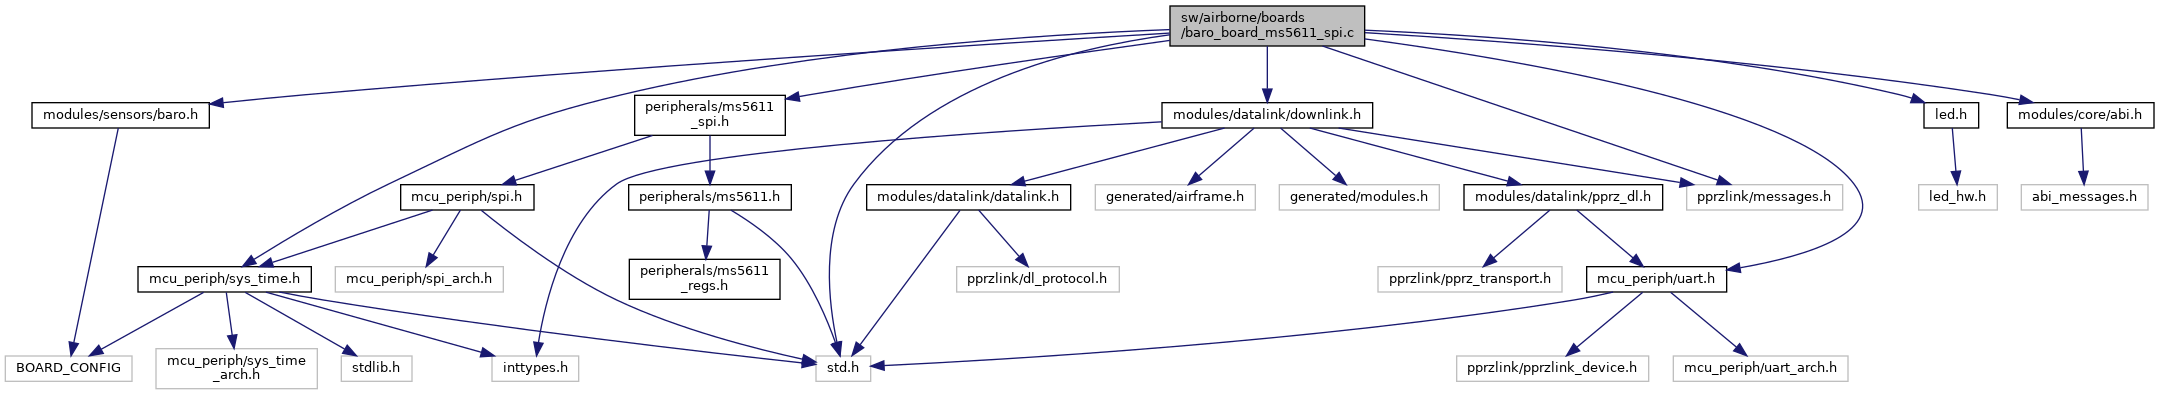 sw/airborne/boards
/baro_board_ms5611_spi.c
modules/sensors/baro.h
peripherals/ms5611
_spi.h
modules/datalink/downlink.h
led.h
modules/core/abi.h
mcu_periph/spi.h
peripherals/ms5611.h
modules/datalink/datalink.h
generated/airframe.h
generated/modules.h
modules/datalink/pprz_dl.h
pprzlink/messages.h
led_hw.h
abi_messages.h
mcu_periph/sys_time.h
mcu_periph/spi_arch.h
peripherals/ms5611
_regs.h
pprzlink/dl_protocol.h
pprzlink/pprz_transport.h
mcu_periph/uart.h
BOARD_CONFIG
mcu_periph/sys_time
_arch.h
stdlib.h
inttypes.h
std.h
pprzlink/pprzlink_device.h
mcu_periph/uart_arch.h